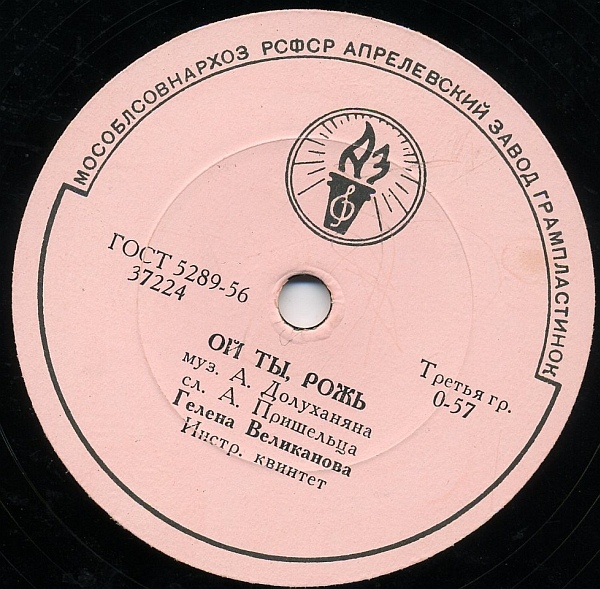 МОСОБЛСОВНАРХОЗ РСФСР АПРЕЛЕВСКИЙ ЗАВОД ГРАМПЛАСТИНОК
АЗ
ГОСТ 5289-56
37224
ОЙ ТЫ, РОЖЬ
муз. А. Долуханяна
сл. А. Пришельца
Гелена Великанова
Инстр. квинтет
Третья гр.
0-57